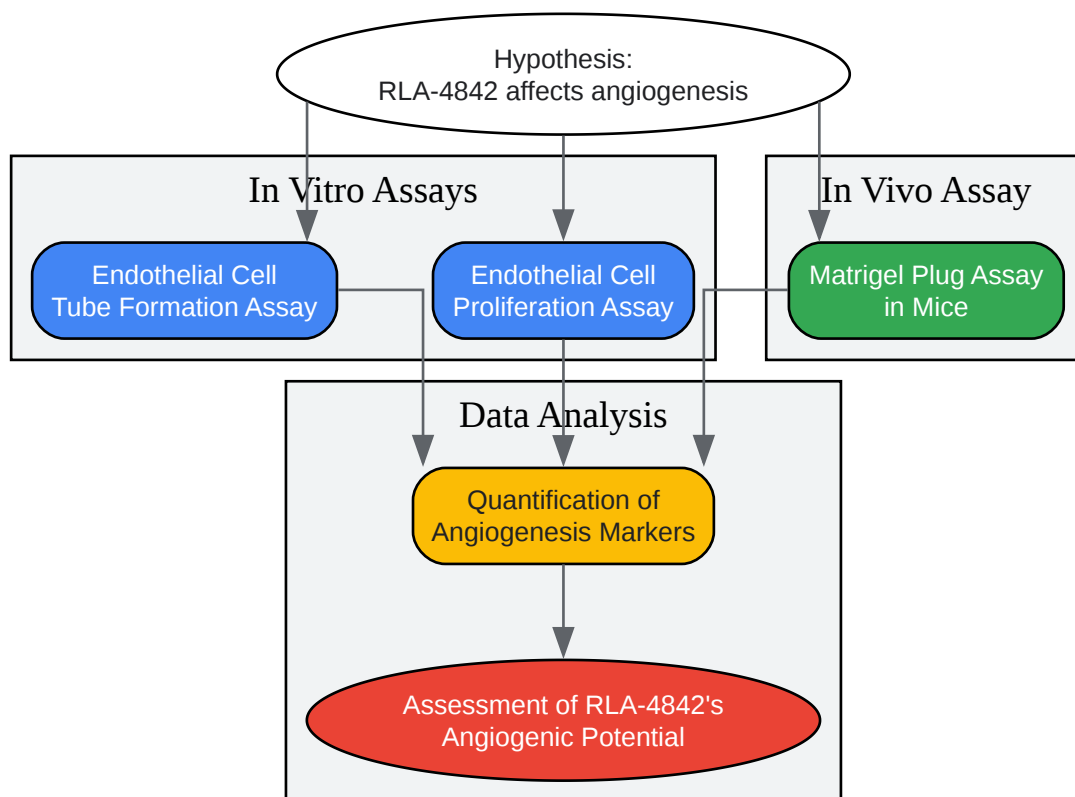 Hypothesis:
RLA-4842 affects angiogenesis
In Vitro Assays
In Vivo Assay
Endothelial Cell
Tube Formation Assay
Endothelial Cell
Proliferation Assay
Matrigel Plug Assay
in Mice
Data Analysis
Quantification of
Angiogenesis Markers
Assessment of RLA-4842's
Angiogenic Potential